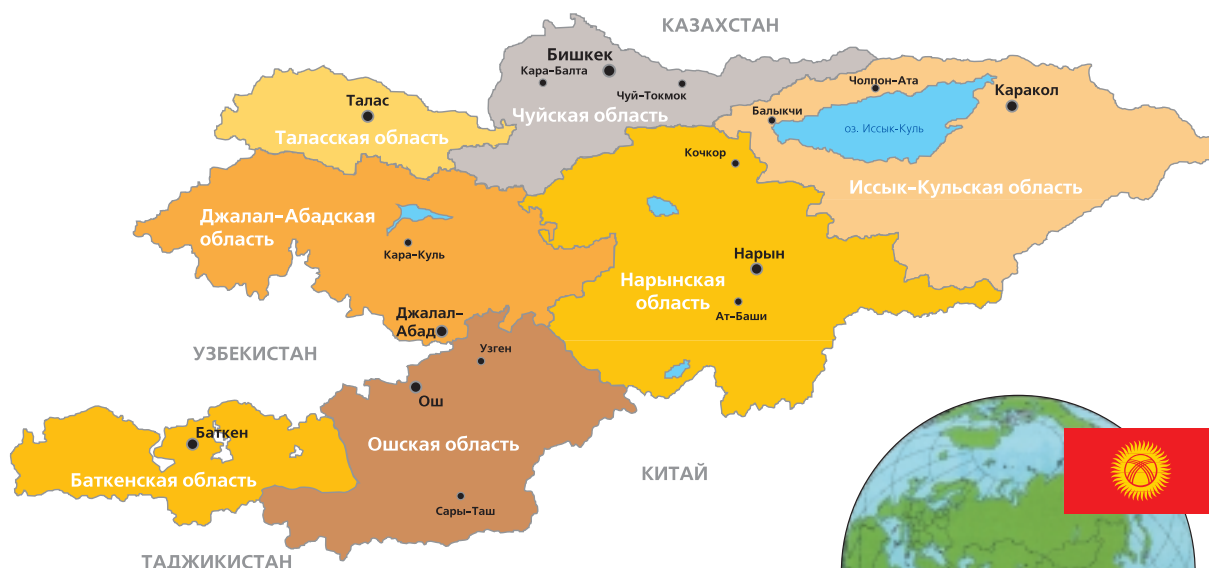 КАЗАХСТАН
Бишкек
Кара-Балта
Чуй-Токмок
Чуйская область
Чолпон-Ата
Каракол
Балыкчи
оз. Иссык-Куль
Талас
Таласская область
Кочкор
Иссык-Кульская область
Джалал-Абадская
область
Кара-Куль
Нарын
Нарынская
область
Ат-Баши
Джалал-
Абад
УЗБЕКИСТАН
Узген
Ош
Ошская область
Баткен
Баткенская область
КИТАЙ
Сары-Таш
ТАДЖИКИСТАН